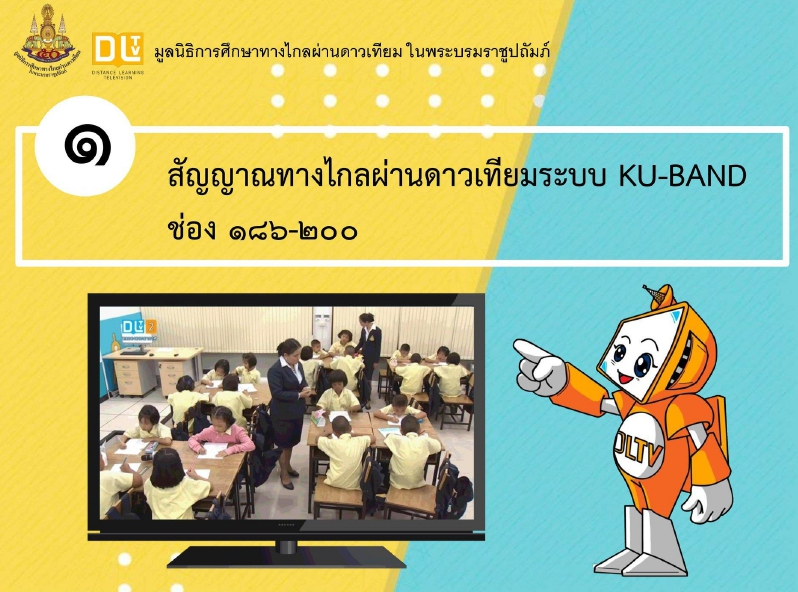 DLTV
DISTANCE LEARNING
TELEVISION
มูลนิธิการศึกษาทางไกลผ่านดาวเทียม ในพระบรมราชูปถัมภ์
๑
สัญญาณทางไกลผ่านดาวเทียมระบบ KU-BAND
ช่อง ๑๘๖-๒๐๐
DLTV 2
DLTV